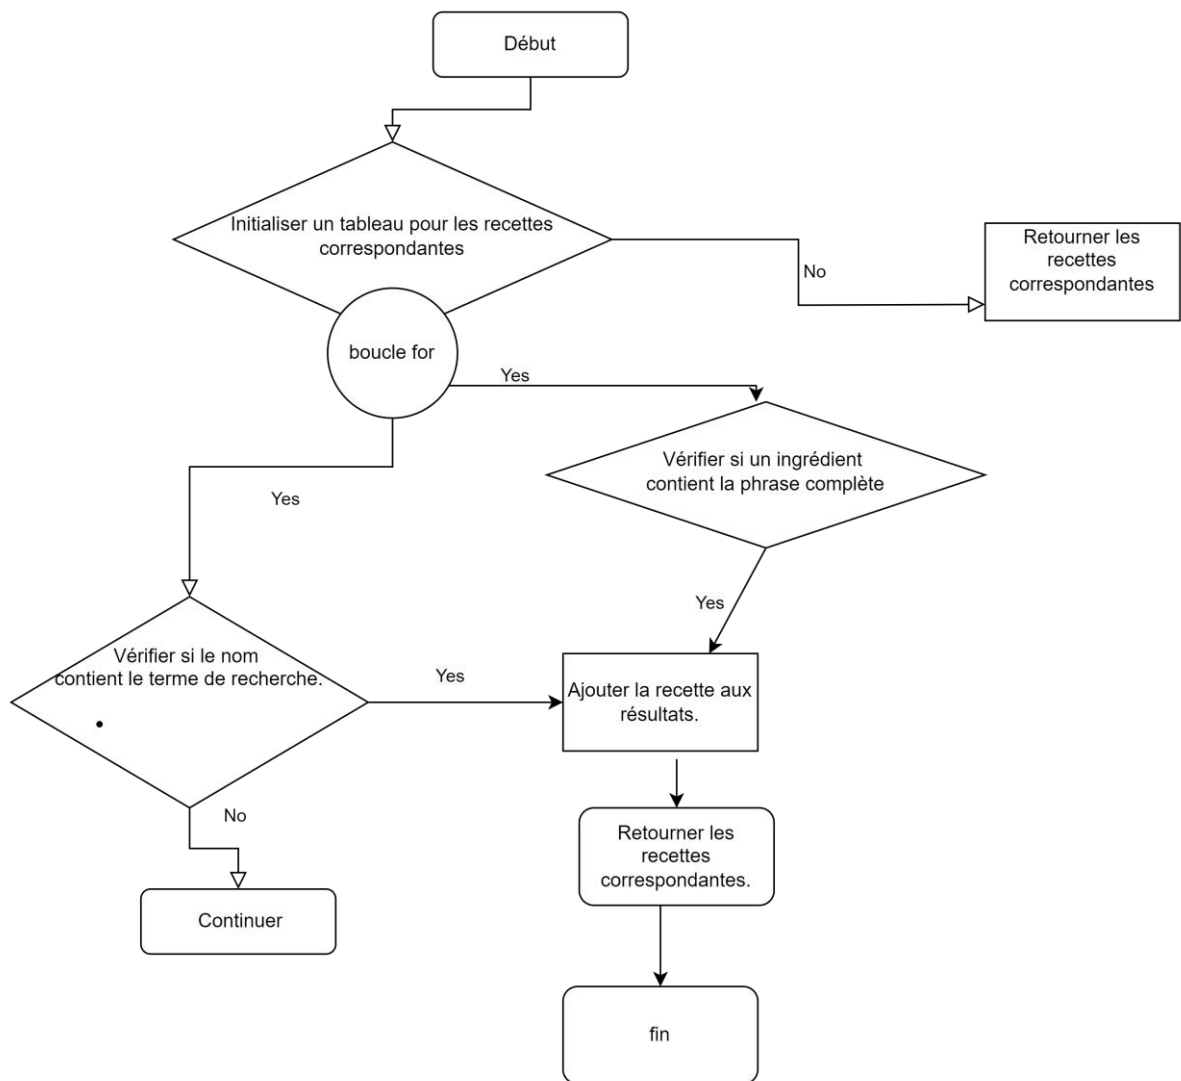 Début
Initialiser un tableau pour les recettes
correspondantes
Retourner les
recettes
correspondantes
No
boucle for
Yes
Vérifier si un ingrédient
contient la phrase complète
Yes
Yes
Vérifier si le nom
contient le terme de recherche.
Yes
Ajouter la recette aux
résultats.
No
Retourner les
recettes
correspondantes.
Continuer
fin